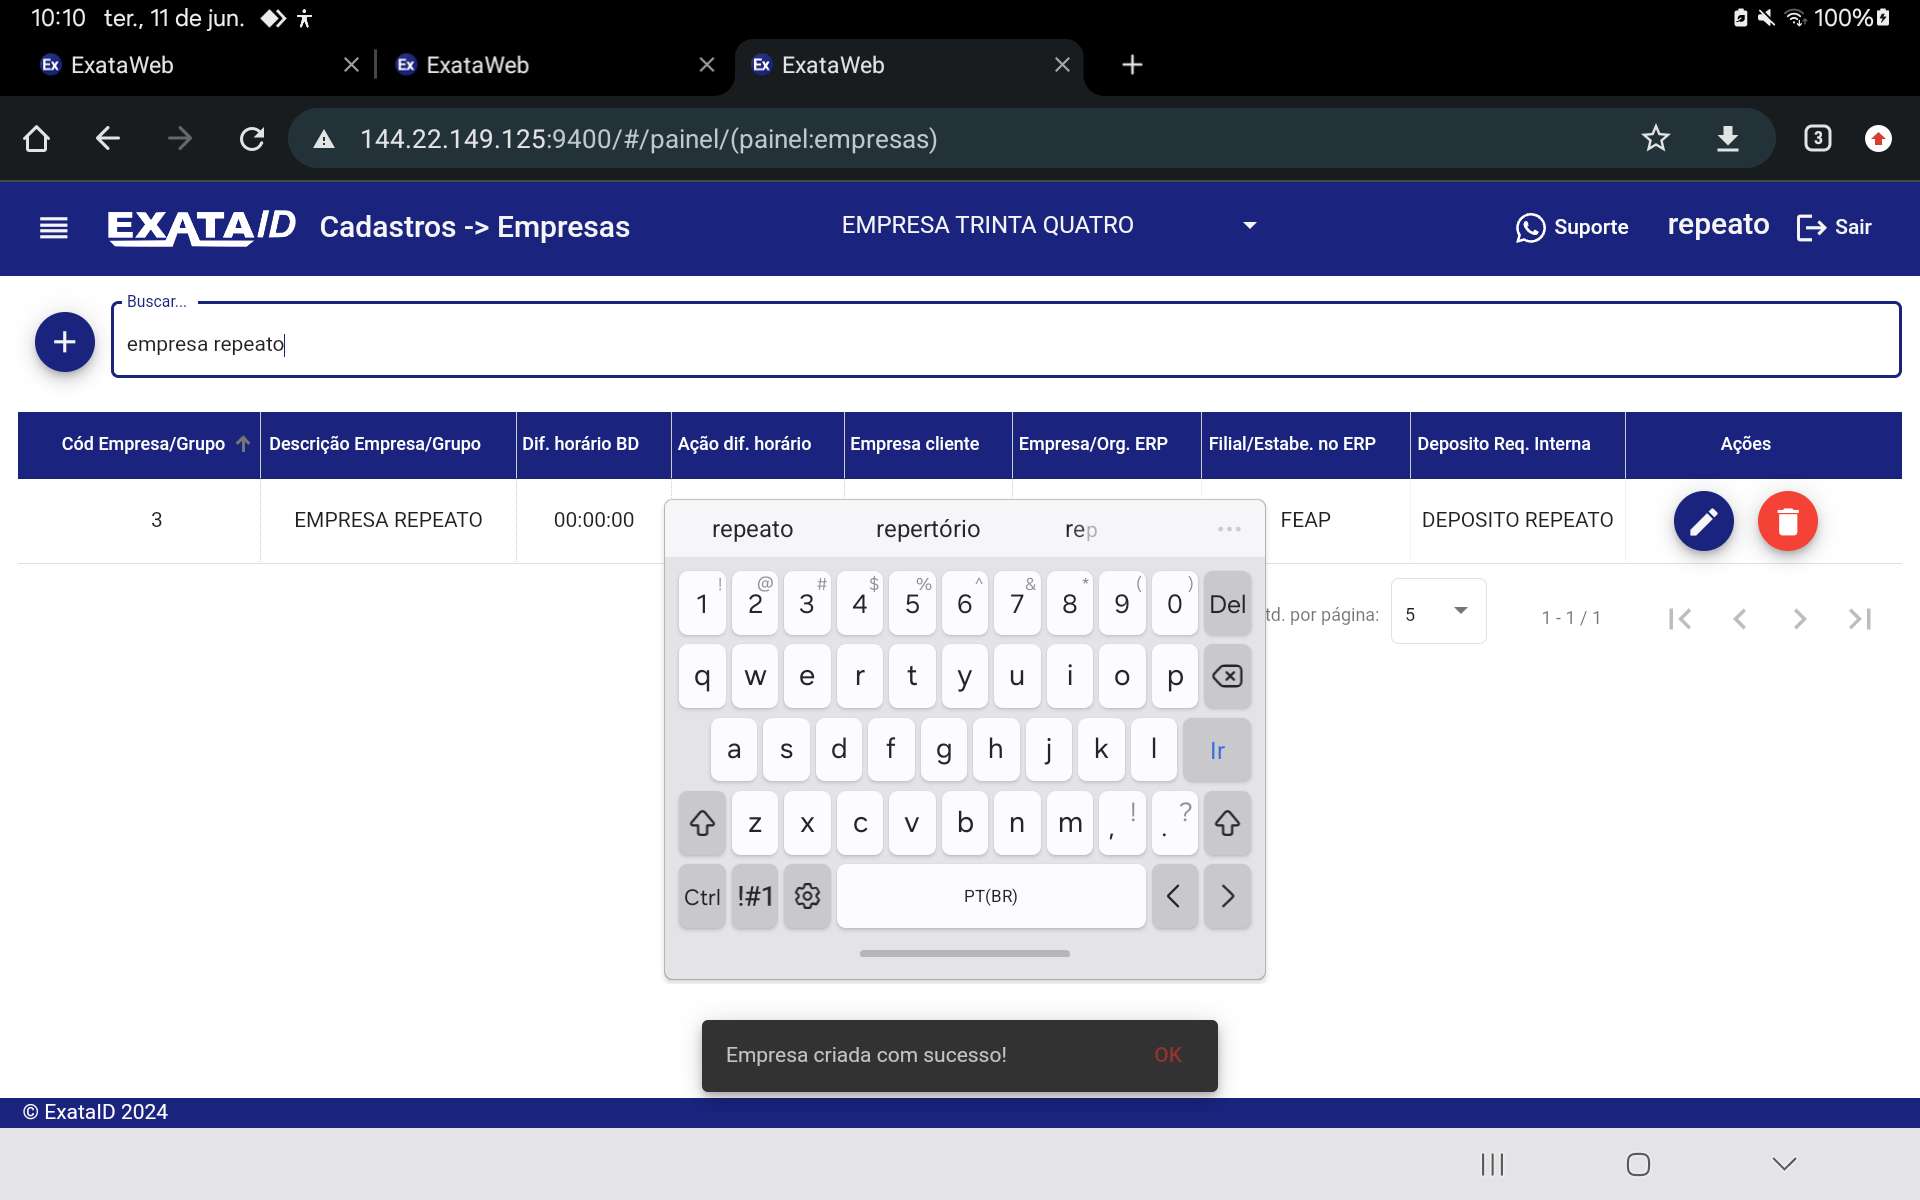 10:10 ter., 11 de jun. 100%
ExataWeb ExataWeb ExataWeb
144.22.149.125:9400/#/painel/(painel:empresas) 3
EXATAID Cadastros -> Empresas EMPRESA TRINTA QUATRO Suporte repeato Sair
Buscar...
empresa repeato
Cód Empresa/Grupo Descrição Empresa/Grupo Dif. horário BD Ação dif. horário Empresa cliente Empresa/Org. ERP Filial/Estabe. no ERP Deposito Req. Interna Ações
3 EMPRESA REPEATO 00:00:00 FEAP DEPOSITO REPEATO
repeato repertório rep
td. por página: 5 1 - 1 / 1
! @ # $ % ^ & * ( )
1 2 3 4 5 6 7 8 9 0 Del
q w e r t y u i o p
a s d f g h j k l Ir
z x c v b n m , ! . ?
Ctrl !#1 PT(BR) < >
Empresa criada com sucesso! OK
© ExataID 2024